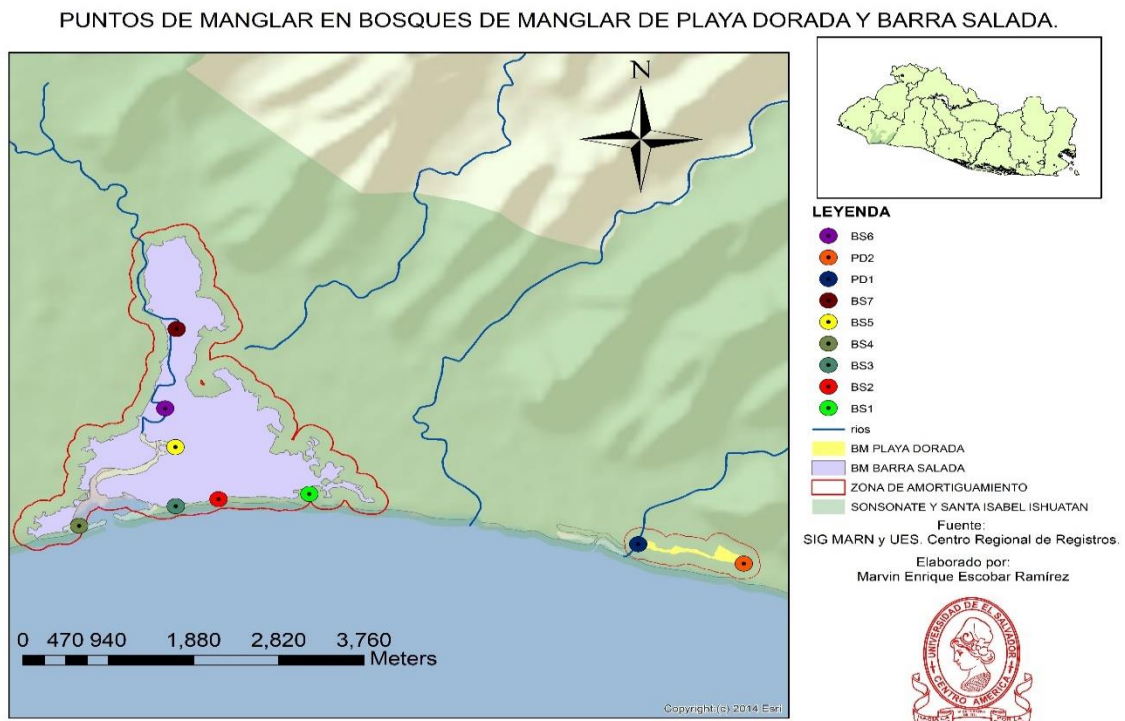 PUNTOS DE MANGLAR EN BOSQUES DE MANGLAR DE PLAYA DORADA Y BARRA SALADA.
N
LEYENDA
BS6
PD2
PD1
BS7
BS5
BS4
BS3
BS2
BS1
rios
BM PLAYA DORADA
BM BARRA SALADA
ZONA DE AMORTIGUAMIENTO
SONSONATE Y SANTA ISABEL ISHUATAN
Fuente:
SIG MARN y UES. Centro Regional de Registros.
Elaborado por:
Marvin Enrique Escobar Ramírez
UNIVERSIDAD DE EL SALVADOR
CENTRO AMERICA
0 470 940 1,880 2,820 3,760
Meters
Copyright:(c) 2014 Esri